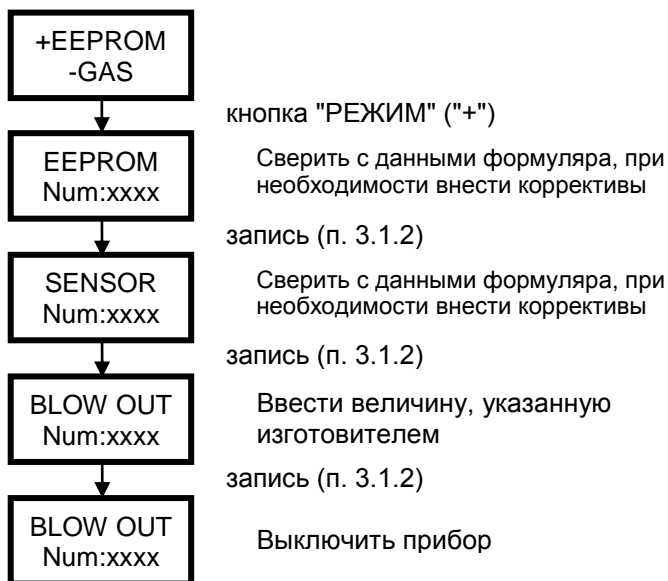 +EEPROM
-GAS
кнопка "РЕЖИМ" ("+")
EEPROM
Num:xxxx
Сверить с данными формуляра, при
необходимости внести коррективы
запись (п. 3.1.2)
SENSOR
Num:xxxx
Сверить с данными формуляра, при
необходимости внести коррективы
запись (п. 3.1.2)
BLOW OUT
Num:xxxx
Ввести величину, указанную
изготовителем
запись (п. 3.1.2)
BLOW OUT
Num:xxxx
Выключить прибор